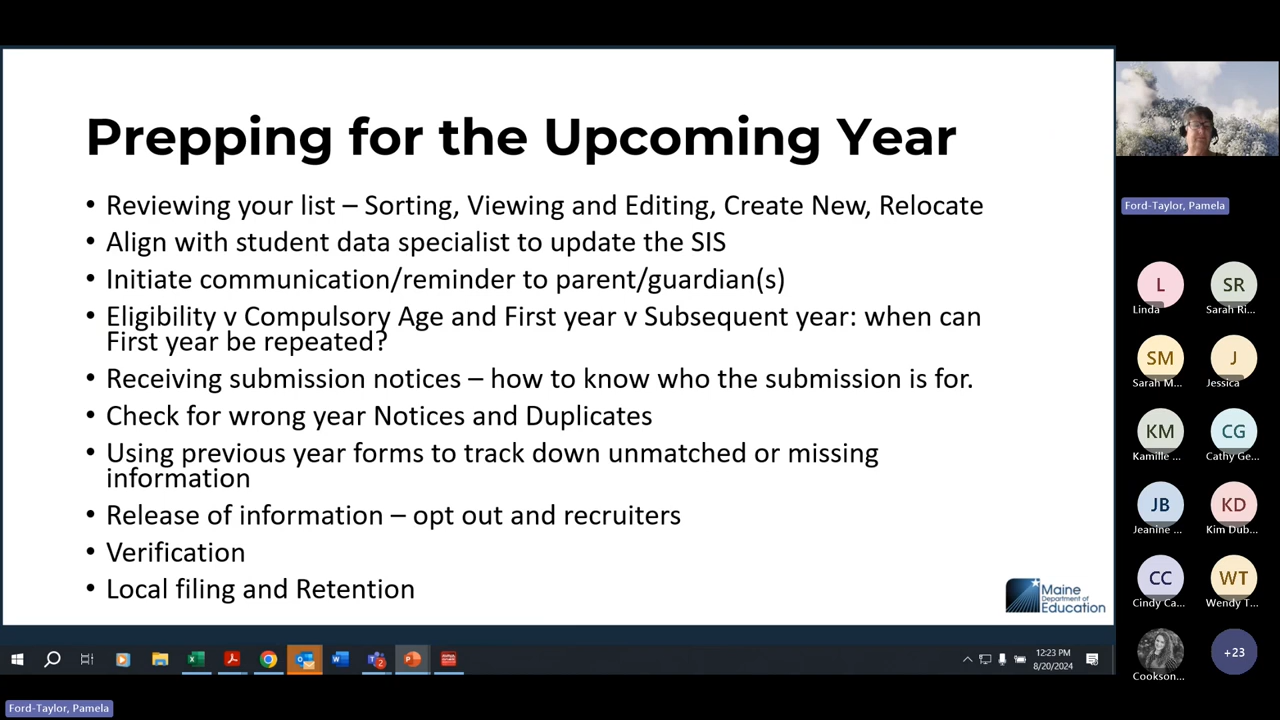 Prepping for the Upcoming Year
• Reviewing your list – Sorting, Viewing and Editing, Create New, Relocate
• Align with student data specialist to update the SIS
• Initiate communication/reminder to parent/guardian(s)
• Eligibility v Compulsory Age and First year v Subsequent year: when can
First year be repeated?
• Receiving submission notices – how to know who the submission is for.
• Check for wrong year Notices and Duplicates
• Using previous year forms to track down unmatched or missing
information
• Release of information – opt out and recruiters
• Verification
• Local filing and Retention
Maine
Department of
Education
12:23 PM
8/20/2024
Ford-Taylor, Pamela
Ford-Taylor, Pamela
L
SR
Linda
Sarah Ri...
SM
J
Sarah M...
Jessica
KM
CG
Kamille ...
Cathy Ge...
JB
KD
Jeanine ...
Kim Dub...
CC
WT
Cindy Ca...
Wendy T...
+23
Cookson...